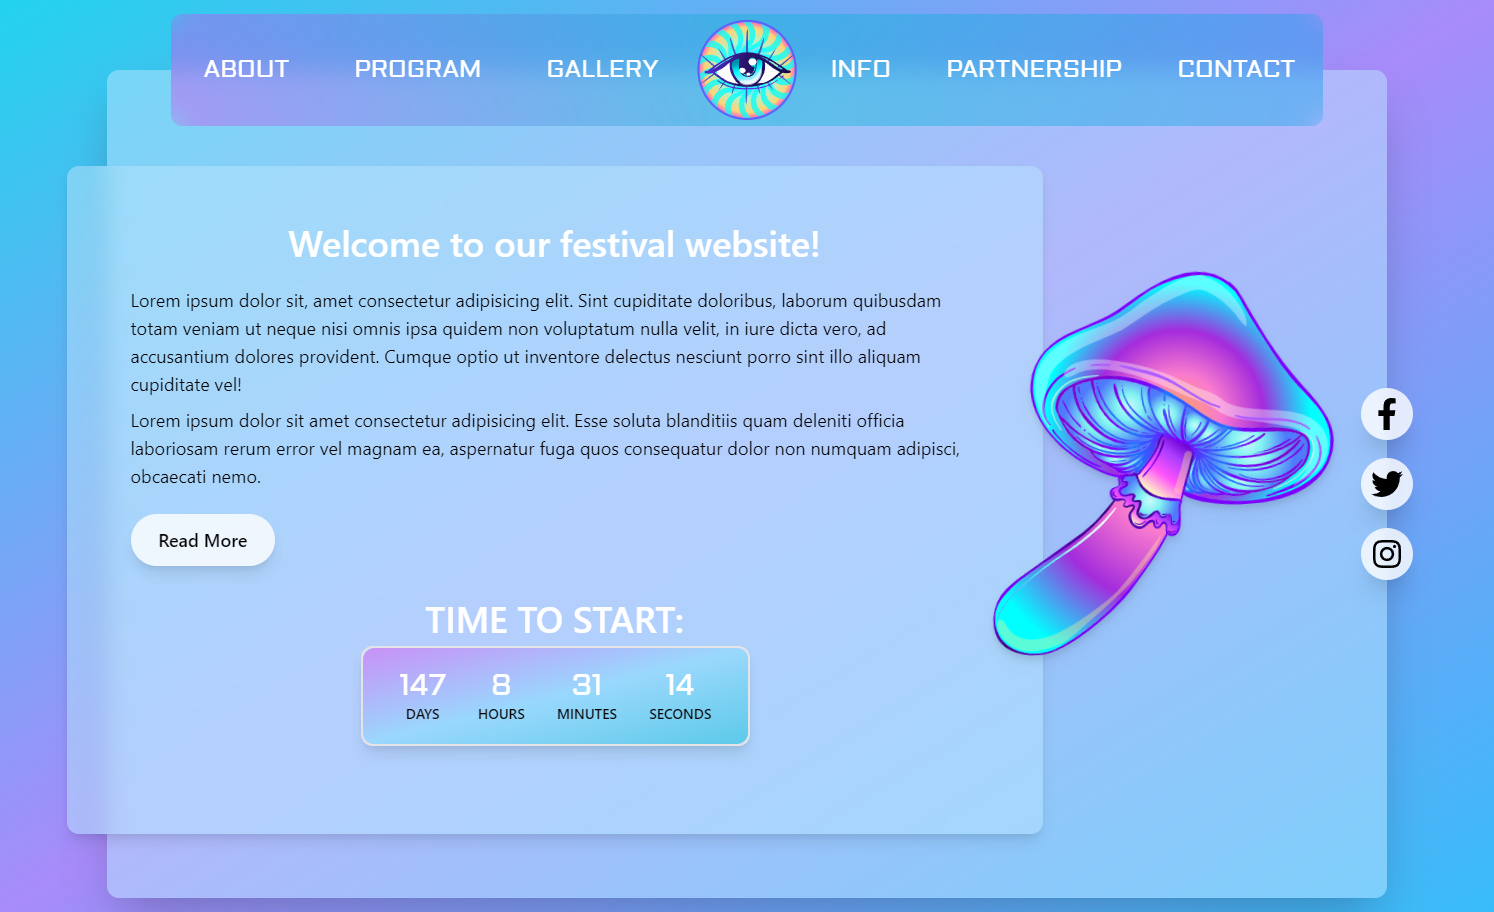 ABOUT PROGRAM GALLERY INFO PARTNERSHIP CONTACT
Welcome to our festival website!
Lorem ipsum dolor sit, amet consectetur adipisicing elit. Sint cupiditate doloribus, laborum quibusdam
totam veniam ut neque nisi omnis ipsa quidem non voluptatum nulla velit, in iure dicta vero, ad
accusantium dolores provident. Cumque optio ut inventore delectus nesciunt porro sint illo aliquam
cupiditate vel!
Lorem ipsum dolor sit amet consectetur adipisicing elit. Esse soluta blanditiis quam deleniti officia
laboriosam rerum error vel magnam ea, aspernatur fuga quos consequatur dolor non numquam adipisci,
obcaecati nemo.
Read More
TIME TO START:
147 8 31 14
DAYS HOURS MINUTES SECONDS